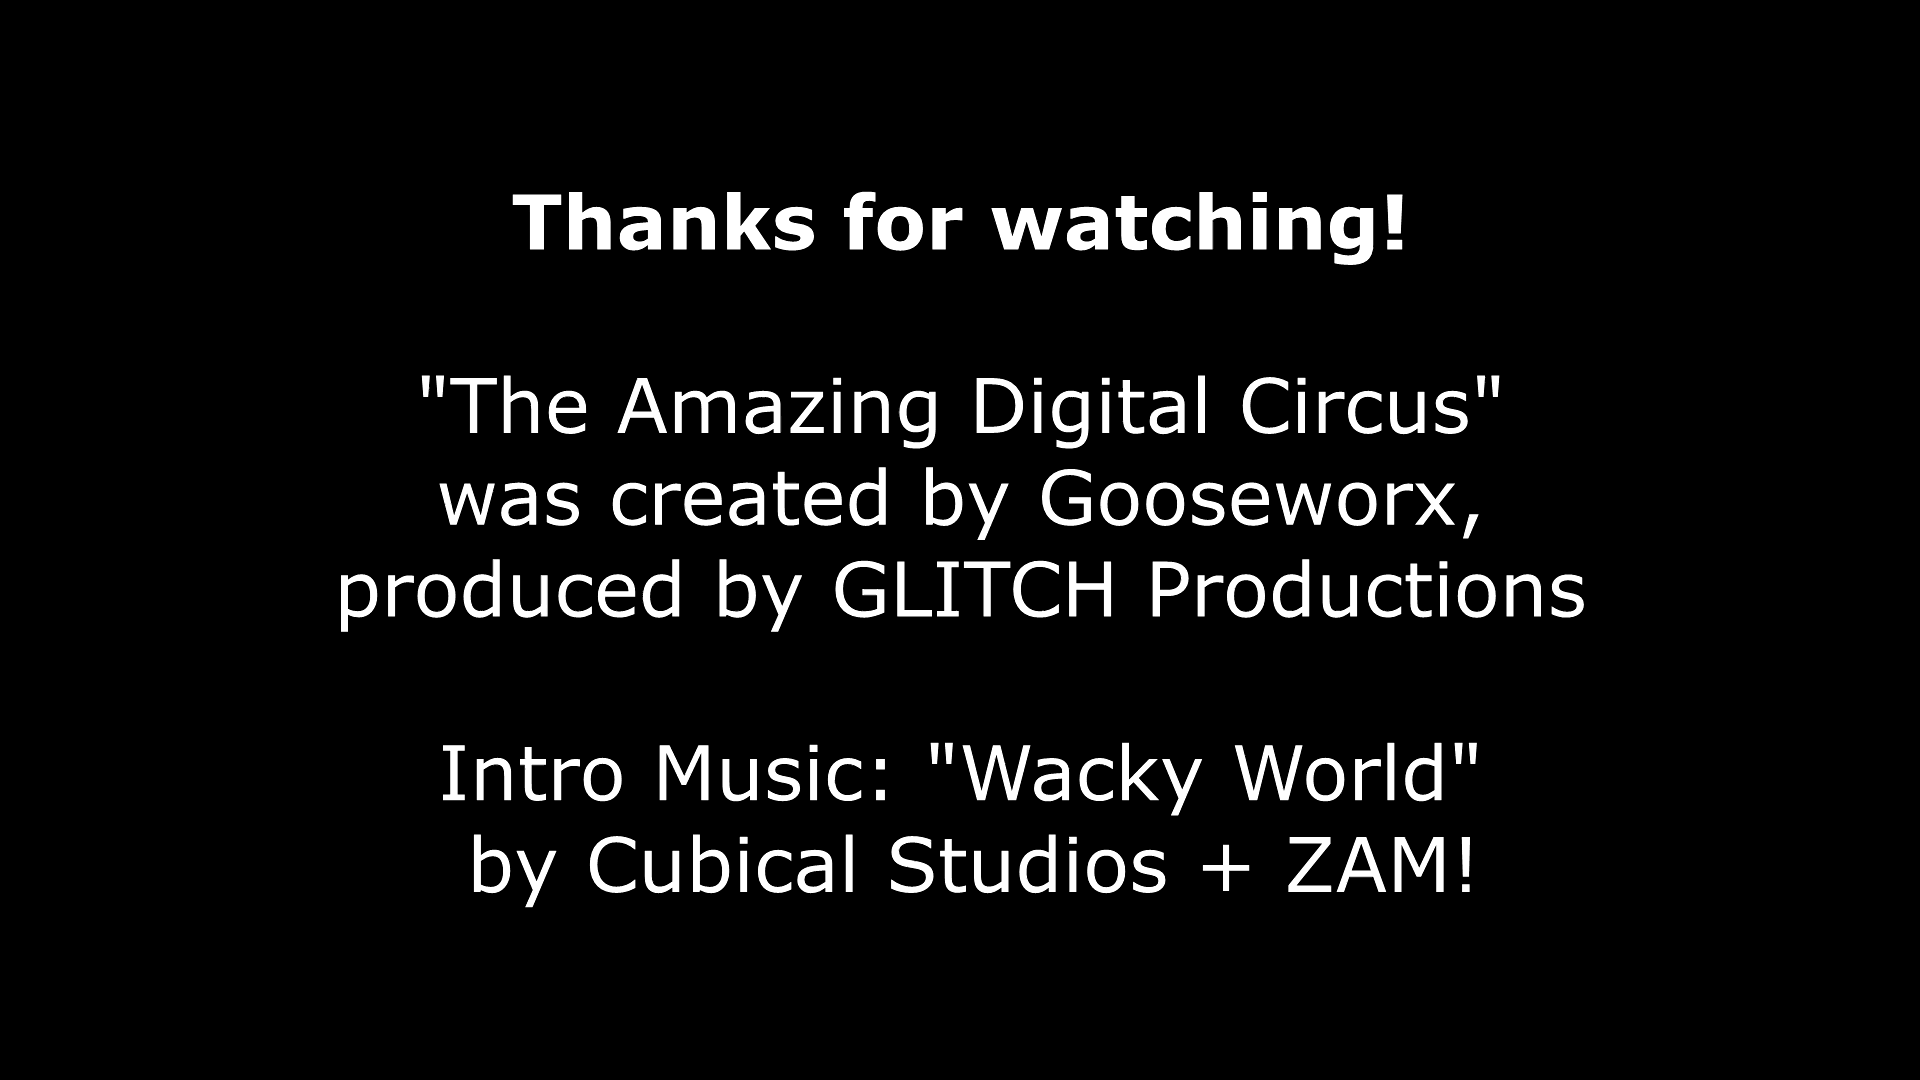 Thanks for watching!
"The Amazing Digital Circus"
was created by Gooseworx,
produced by GLITCH Productions
Intro Music: "Wacky World"
by Cubical Studios + ZAM!